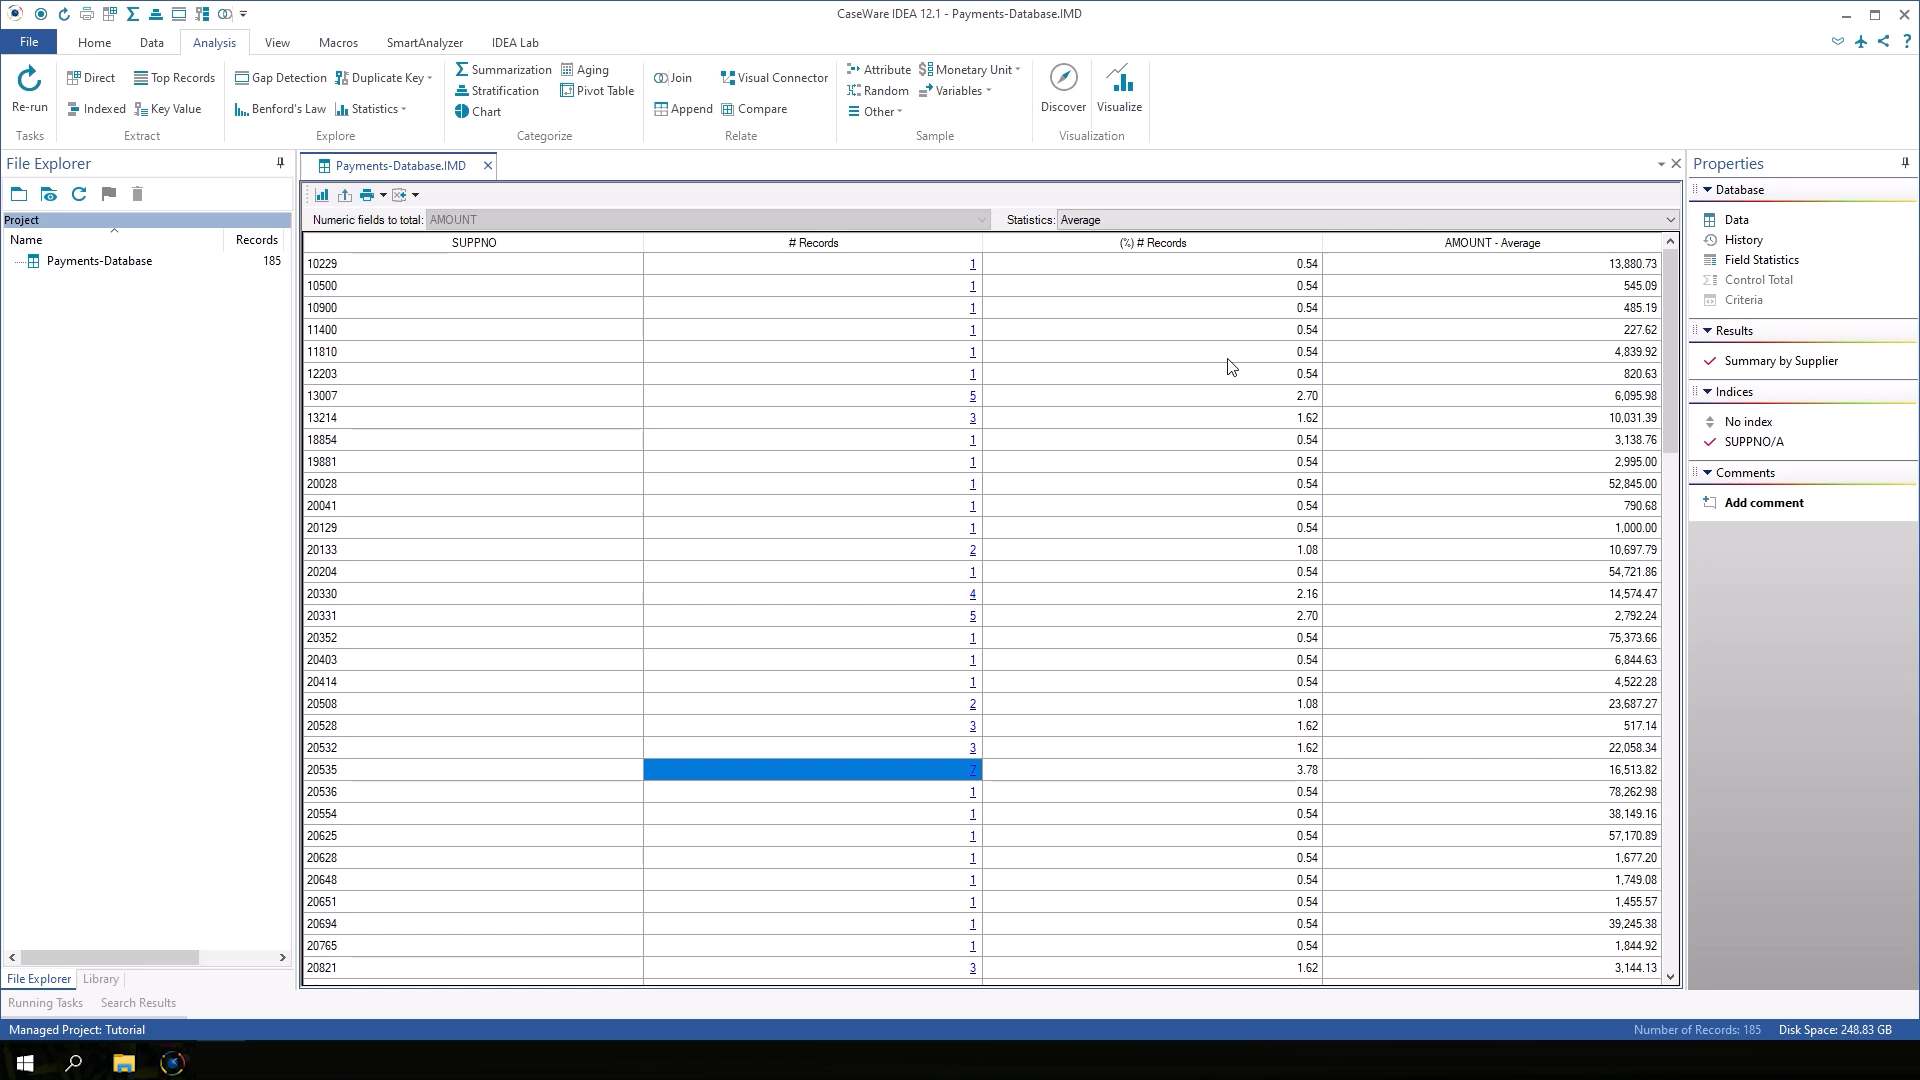 CaseWare IDEA 12.1 - Payments-Database.IMD
File
Home
Data
Analysis
View
Macros
SmartAnalyzer
IDEA Lab
Re-run
Tasks
Direct
Top Records
Indexed
Key Value
Extract
Gap Detection
Duplicate Key
Benford's Law
Statistics
Explore
Summarization
Aging
Stratification
Pivot Table
Chart
Categorize
Join
Visual Connector
Append
Compare
Relate
Attribute
Monetary Unit
Random
Variables
Other
Sample
Discover
Visualize
Visualization
File Explorer
Project
Name Records
Payments-Database 185
Payments-Database.IMD
Numeric fields to total: AMOUNT Statistics: Average
SUPPNO # Records (%) # Records AMOUNT - Average
10229 1 0.54 13,880.73
10500 1 0.54 545.09
10900 1 0.54 485.19
11400 1 0.54 227.62
11810 1 0.54 4,839.92
12203 1 0.54 820.63
13007 5 2.70 6,095.98
13214 3 1.62 10,031.39
18854 1 0.54 3,138.76
19881 1 0.54 2,995.00
20028 1 0.54 52,845.00
20041 1 0.54 790.68
20129 1 0.54 1,000.00
20133 2 1.08 10,697.79
20204 1 0.54 54,721.86
20330 4 2.16 14,574.47
20331 5 2.70 2,792.24
20352 1 0.54 75,373.66
20403 1 0.54 6,844.63
20414 1 0.54 4,522.28
20508 2 1.08 23,687.27
20528 3 1.62 517.14
20532 3 1.62 22,058.34
20535 7 3.78 16,513.82
20536 1 0.54 78,262.98
20554 1 0.54 38,149.16
20625 1 0.54 57,170.89
20628 1 0.54 1,677.20
20648 1 0.54 1,749.08
20651 1 0.54 1,455.57
20694 1 0.54 39,245.38
20765 1 0.54 1,844.92
20821 3 1.62 3,144.13
Properties
Database
Data
History
Field Statistics
Control Total
Criteria
Results
Summary by Supplier
Indices
No index
SUPPNO/A
Comments
Add comment
File Explorer Library
Running Tasks Search Results
Managed Project: Tutorial
Number of Records: 185 Disk Space: 248.83 GB